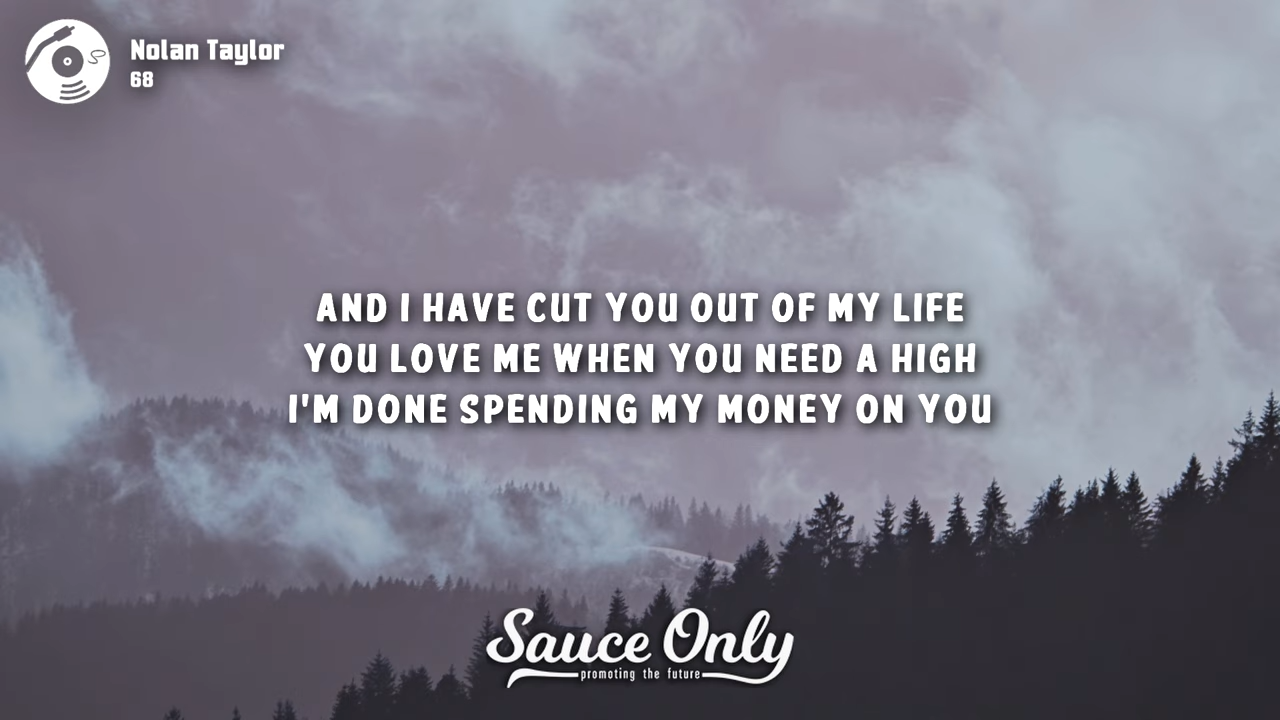 Nolan Taylor
68
AND I HAVE CUT YOU OUT OF MY LIFE
YOU LOVE ME WHEN YOU NEED A HIGH
I'M DONE SPENDING MY MONEY ON YOU
Sauce Only
promoting the future